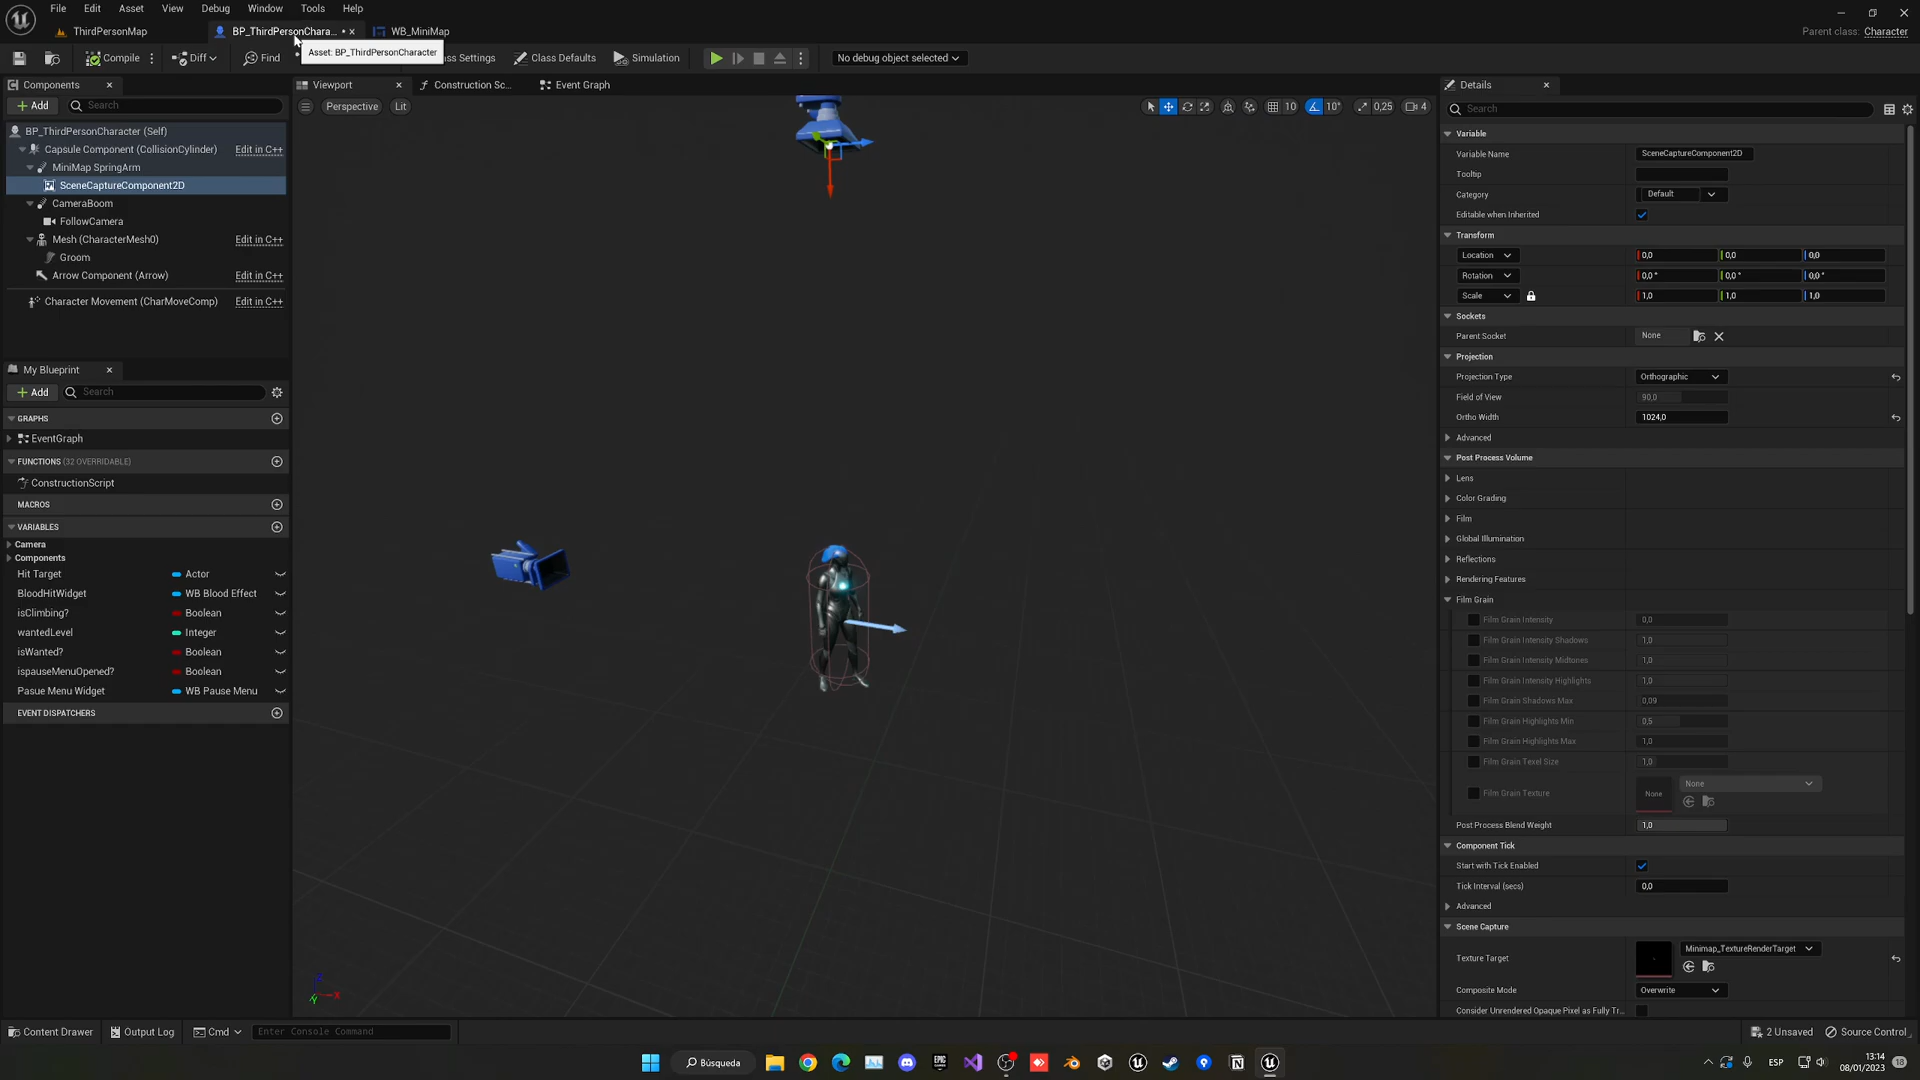 File Edit Asset View Debug Window Tools Help
ThirdPersonMap BP_ThirdPersonChara... • × WB_MiniMap
Parent class: Character
Asset: BP_ThirdPersonCharacter
Compile Diff Find ss Settings Class Defaults Simulation No debug object selected
Components
+ Add Search
BP_ThirdPersonCharacter (Self)
Capsule Component (CollisionCylinder) Edit in C++
MiniMap SpringArm
SceneCaptureComponent2D
CameraBoom
FollowCamera
Mesh (CharacterMesh0) Edit in C++
Groom
Arrow Component (Arrow) Edit in C++
Character Movement (CharMoveComp) Edit in C++
My Blueprint
+ Add Search
GRAPHS
EventGraph
FUNCTIONS (32 OVERRIDABLE)
ConstructionScript
MACROS
VARIABLES
Camera
Components
Hit Target Actor
BloodHitWidget WB Blood Effect
isClimbing? Boolean
wantedLevel Integer
isWanted? Boolean
ispauseMenuOpened? Boolean
Pasue Menu Widget WB Pause Menu
EVENT DISPATCHERS
Viewport Construction Sc... Event Graph
Perspective Lit
10 10° 0,25 4
Z X Y
Details
Search
Variable
Variable Name SceneCaptureComponent2D
Tooltip
Category Default
Editable when Inherited
Transform
Location 0,0 0,0 0,0
Rotation 0,0 ° 0,0 ° 0,0 °
Scale 1,0 1,0 1,0
Sockets
Parent Socket None
Projection
Projection Type Orthographic
Field of View 90,0
Ortho Width 1024,0
Advanced
Post Process Volume
Lens
Color Grading
Film
Global Illumination
Reflections
Rendering Features
Film Grain
Film Grain Intensity 0,0
Film Grain Intensity Shadows 1,0
Film Grain Intensity Midtones 1,0
Film Grain Intensity Highlights 1,0
Film Grain Shadows Max 0,09
Film Grain Highlights Min 0,5
Film Grain Highlights Max 1,0
Film Grain Texel Size 1,0
Film Grain Texture None None
Post Process Blend Weight 1,0
Component Tick
Start with Tick Enabled
Tick Interval (secs) 0,0
Advanced
Scene Capture
Texture Target Minimap_TextureRenderTarget
Composite Mode Overwrite
Consider Unrendered Opaque Pixel as Fully Tr...
Content Drawer Output Log Cmd Enter Console Command 2 Unsaved Source Control
Búsqueda
ESP
13:14
08/01/2023
18